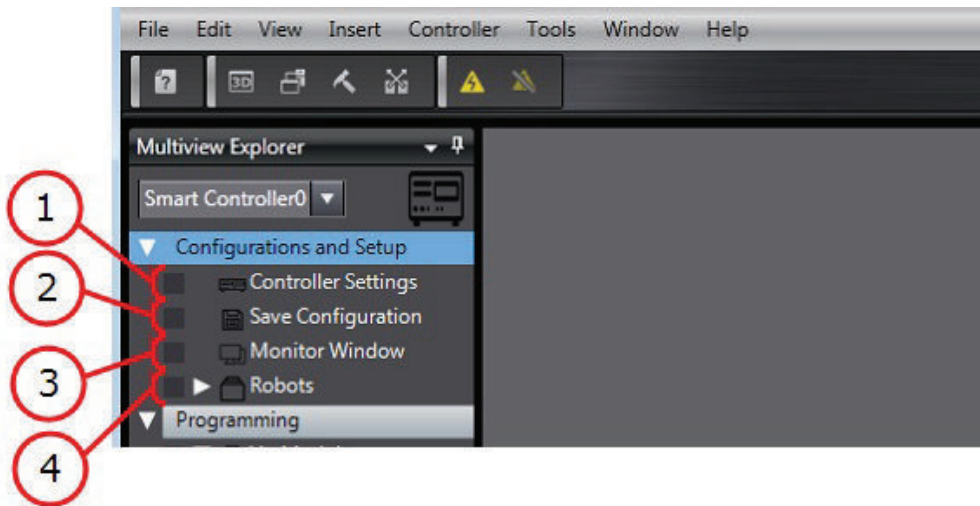 File Edit View Insert Controller Tools Window Help
3D
Multiview Explorer
Smart Controller0
1
Configurations and Setup
2
Controller Settings
Save Configuration
3
Monitor Window
Robots
4
Programming